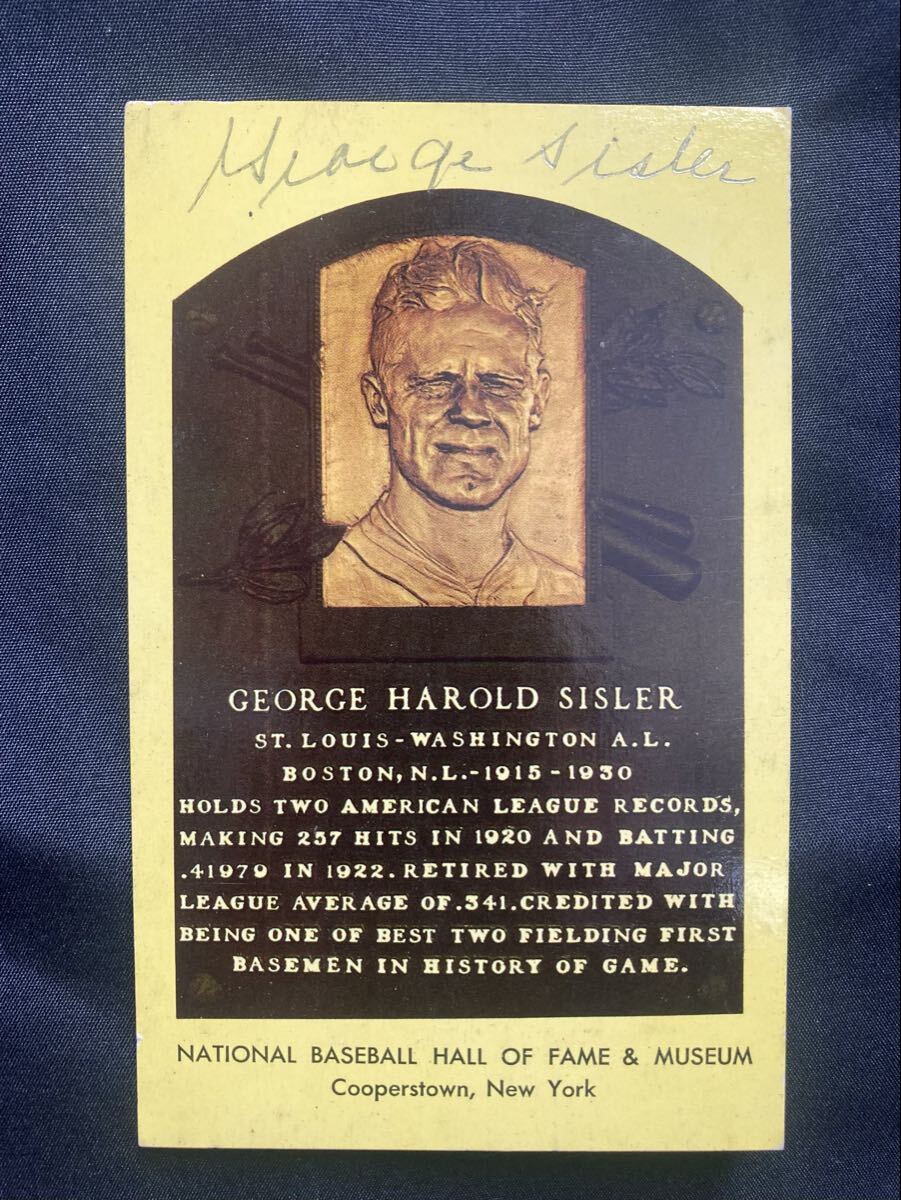 George Sisler
GEORGE HAROLD SISLER
ST. LOUIS-WASHINGTON A.L.
BOSTON, N.L.-1915-1930
HOLDS TWO AMERICAN LEAGUE RECORDS,
MAKING 257 HITS IN 1920 AND BATTING
.41979 IN 1922. RETIRED WITH MAJOR
LEAGUE AVERAGE OF .341. CREDITED WITH
BEING ONE OF BEST TWO FIELDING FIRST
BASEMEN IN HISTORY OF GAME.
NATIONAL BASEBALL HALL OF FAME & MUSEUM
Cooperstown, New York